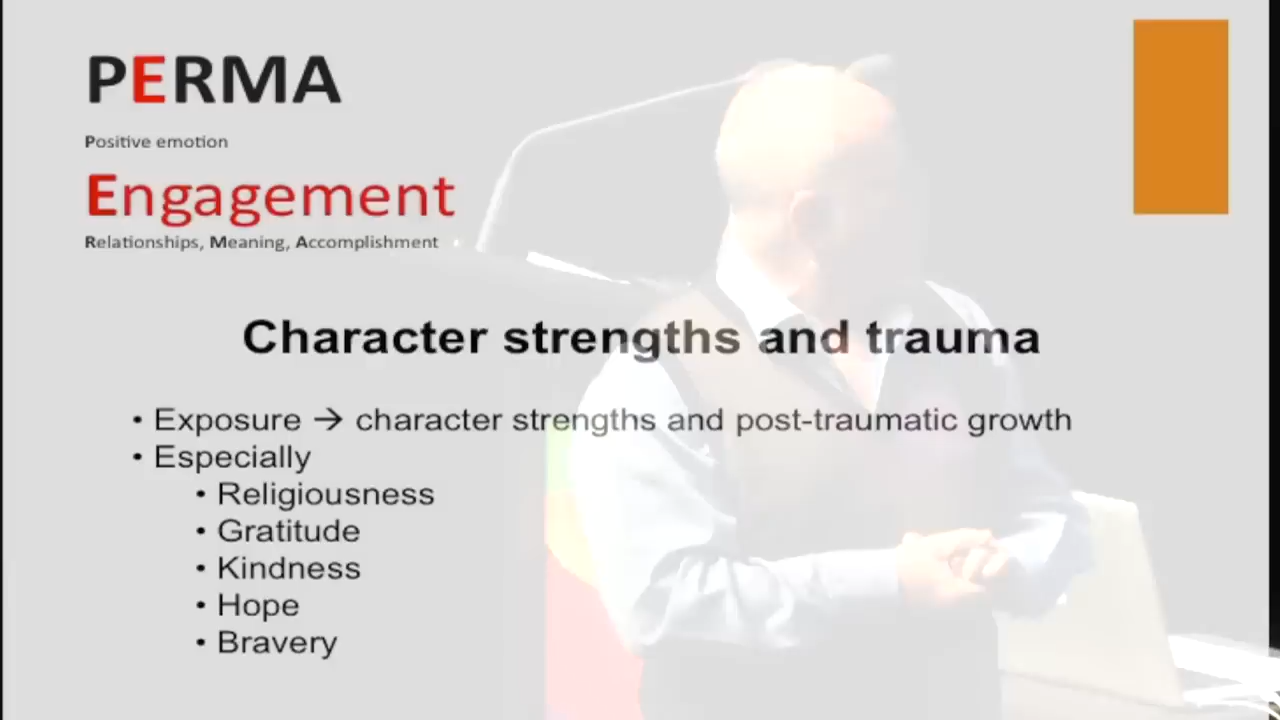 PERMA
Positive emotion
Engagement
Relationships, Meaning, Accomplishment
Character strengths and trauma
• Exposure → character strengths and post-traumatic growth
• Especially
• Religiousness
• Gratitude
• Kindness
• Hope
• Bravery